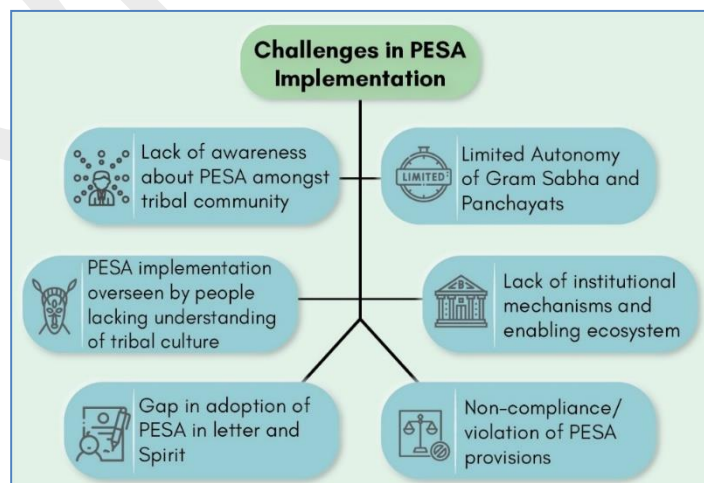 Challenges in PESA
Implementation
Lack of awareness
about PESA amongst
tribal community
LIMITED
Limited Autonomy
of Gram Sabha and
Panchayats
PESA implementation
overseen by people
lacking understanding
of tribal culture
B
Lack of institutional
mechanisms and
enabling ecosystem
Gap in adoption of
PESA in letter and
Spirit
Non-compliance/
violation of PESA
provisions